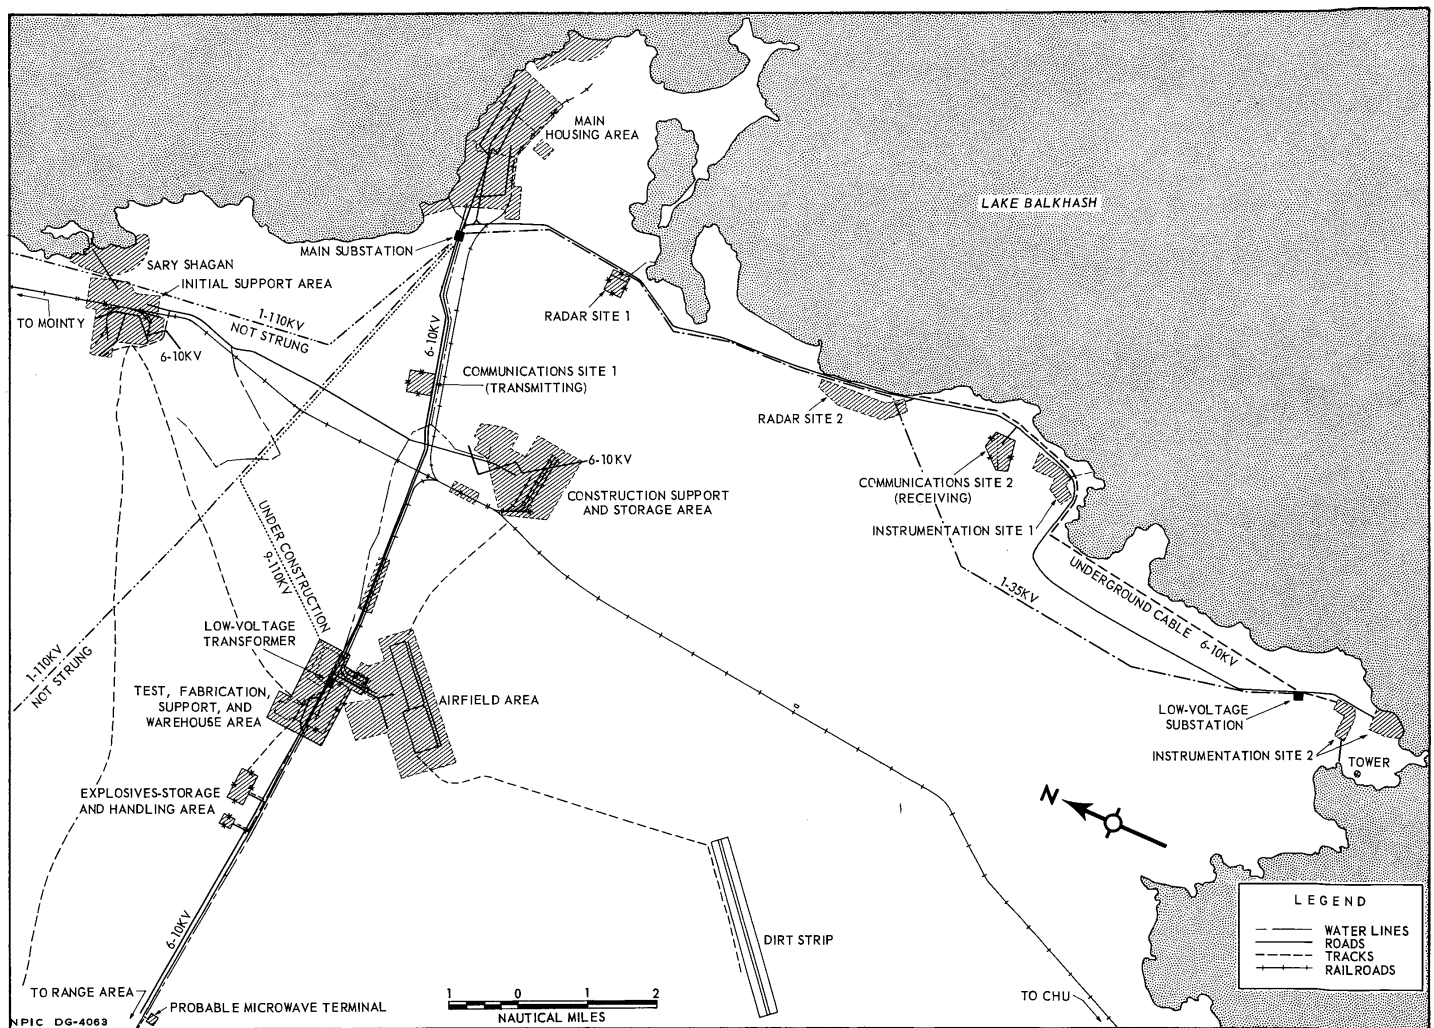 MAIN
HOUSING AREA
LAKE BALKHASH
MAIN SUBSTATION
SARY SHAGAN
INITIAL SUPPORT AREA
TO MOINTY
1-110KV
NOT STRUNG
6-10KV
RADAR SITE 1
6-10KV
COMMUNICATIONS SITE 1
(TRANSMITTING)
RADAR SITE 2
6-10KV
CONSTRUCTION SUPPORT
AND STORAGE AREA
COMMUNICATIONS SITE 2
(RECEIVING)
INSTRUMENTATION SITE 1
UNDER CONSTRUCTION
9-110KV
UNDERGROUND CABLE 6-10KV
1-35KV
LOW-VOLTAGE
TRANSFORMER
1-110KV
NOT STRUNG
TEST, FABRICATION,
SUPPORT, AND
WAREHOUSE AREA
AIRFIELD AREA
LOW-VOLTAGE
SUBSTATION
INSTRUMENTATION SITE 2
TOWER
EXPLOSIVES-STORAGE
AND HANDLING AREA
N
6-10KV
DIRT STRIP
LEGEND
WATER LINES
ROADS
TRACKS
RAILROADS
TO RANGE AREA
PROBABLE MICROWAVE TERMINAL
1 0 1 2
NAUTICAL MILES
TO CHU
NPIC DG-4063